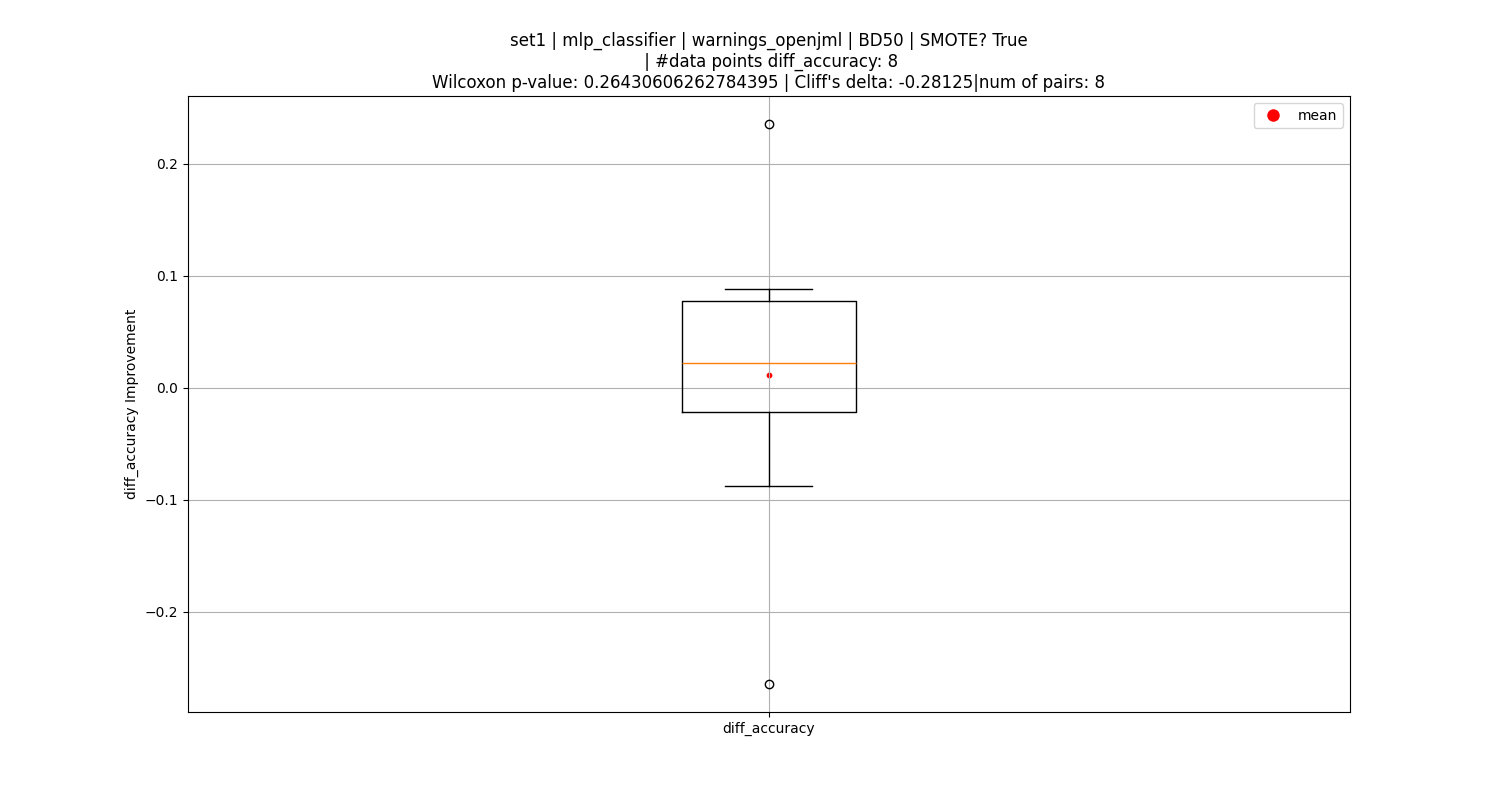 set1 | mlp_classifier | warnings_openjml | BD50 | SMOTE? True
| #data points diff_accuracy: 8
Wilcoxon p-value: 0.26430606262784395 | Cliff's delta: -0.28125|num of pairs: 8
mean
0.2
0.1
0.0
−0.1
−0.2
diff_accuracy Improvement
diff_accuracy